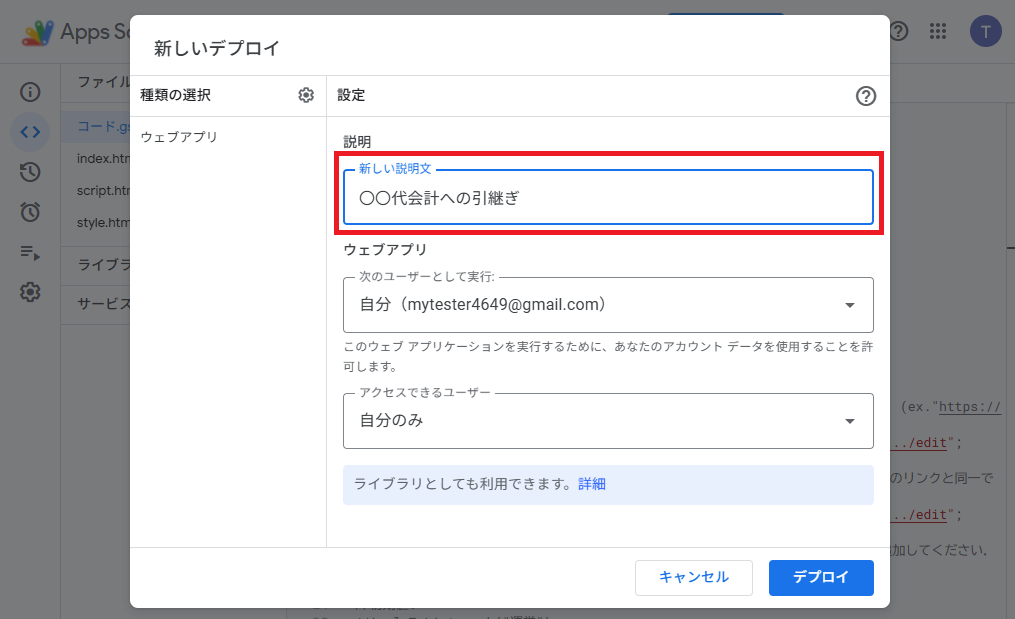 Apps Sc
T
新しいデプロイ
ファイル
種類の選択
設定
コード.gs
ウェブアプリ
説明
index.htm
新しい説明文
script.htm
〇〇代会計への引継ぎ
style.htm
ウェブアプリ
ライブラ
次のユーザーとして実行:
サービス
自分（mytester4649@gmail.com）
このウェブ アプリケーションを実行するために、あなたのアカウント データを使用することを許
可します。
アクセスできるユーザー
自分のみ
(ex."https://
../edit";
ライブラリとしても利用できます。詳細
のリンクと同一で
../edit";
加してください.
キャンセル
デプロイ